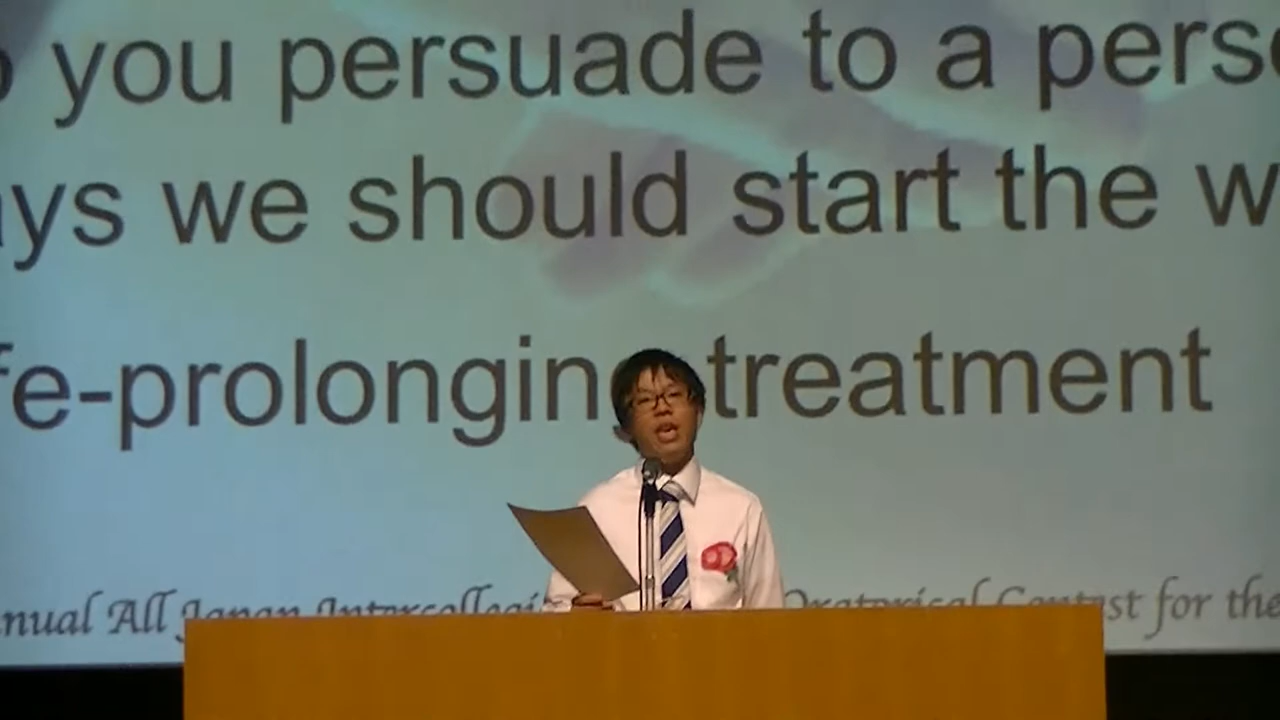 you persuade to a perso
ys we should start the w
fe-prolonging treatment
nual All Japan Intercollegi Oratorical Contest for the